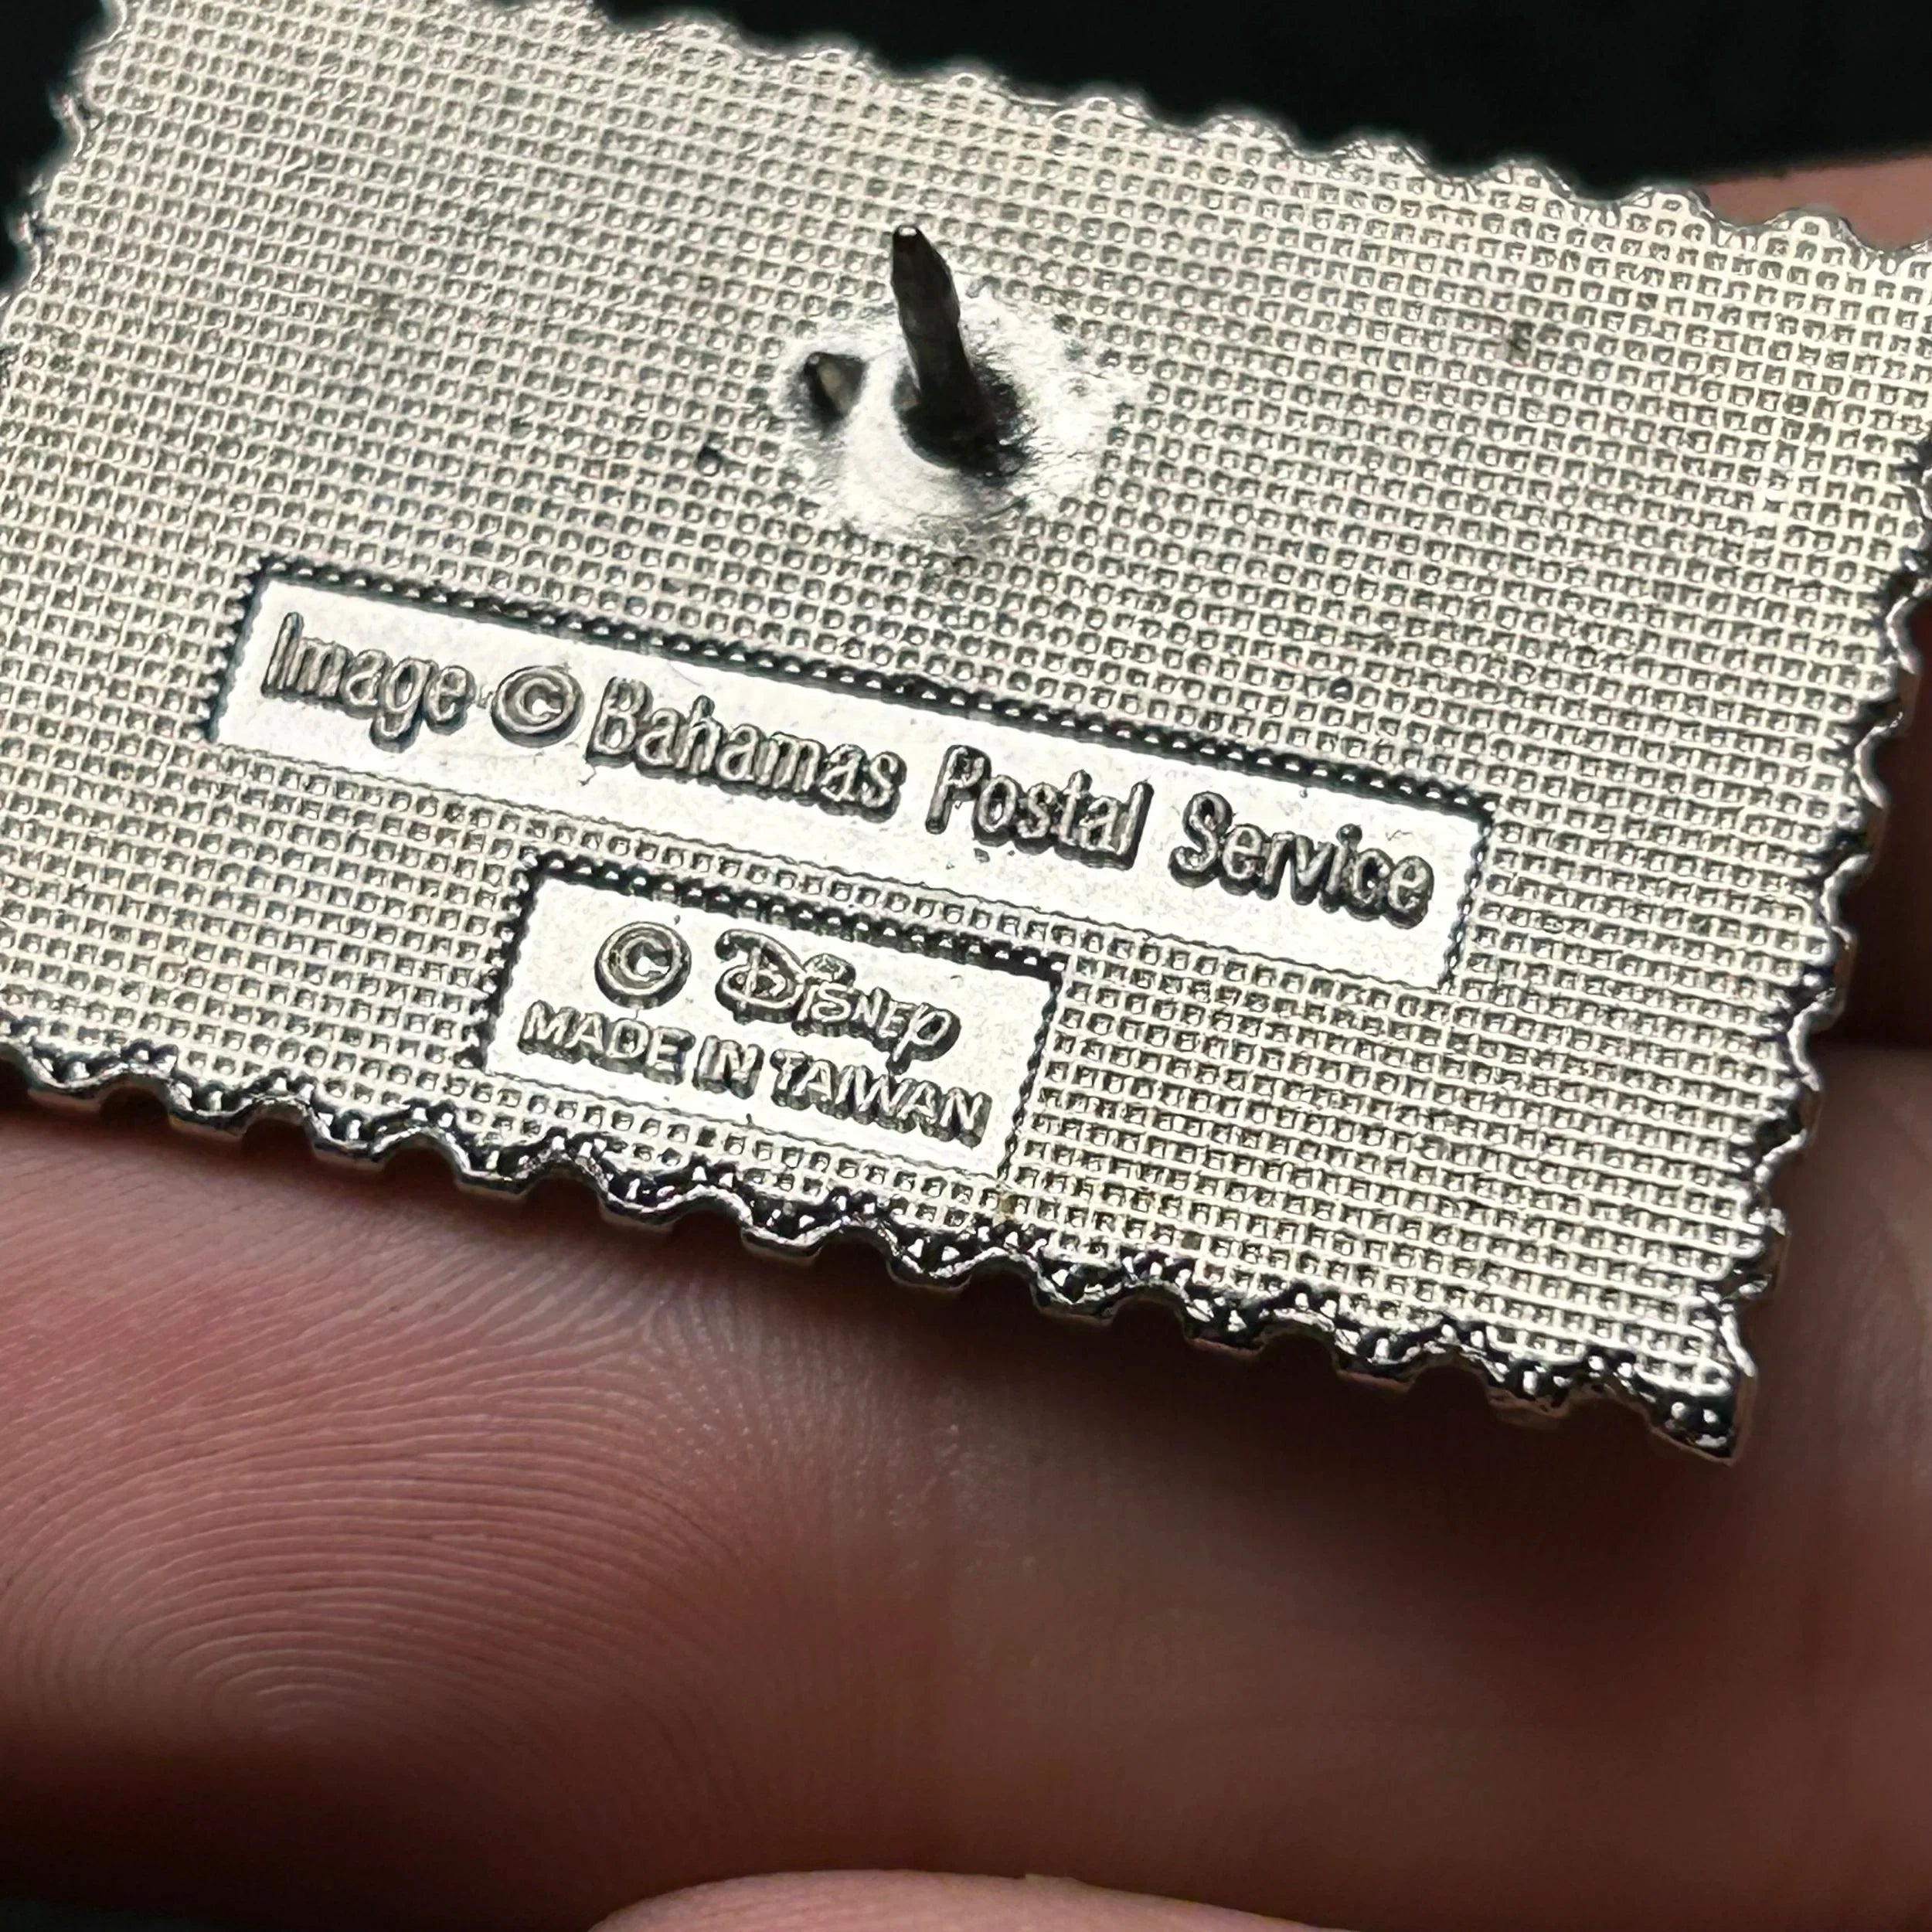 Image © Bahamas Postal Service
© Disney
MADE IN TAIWAN